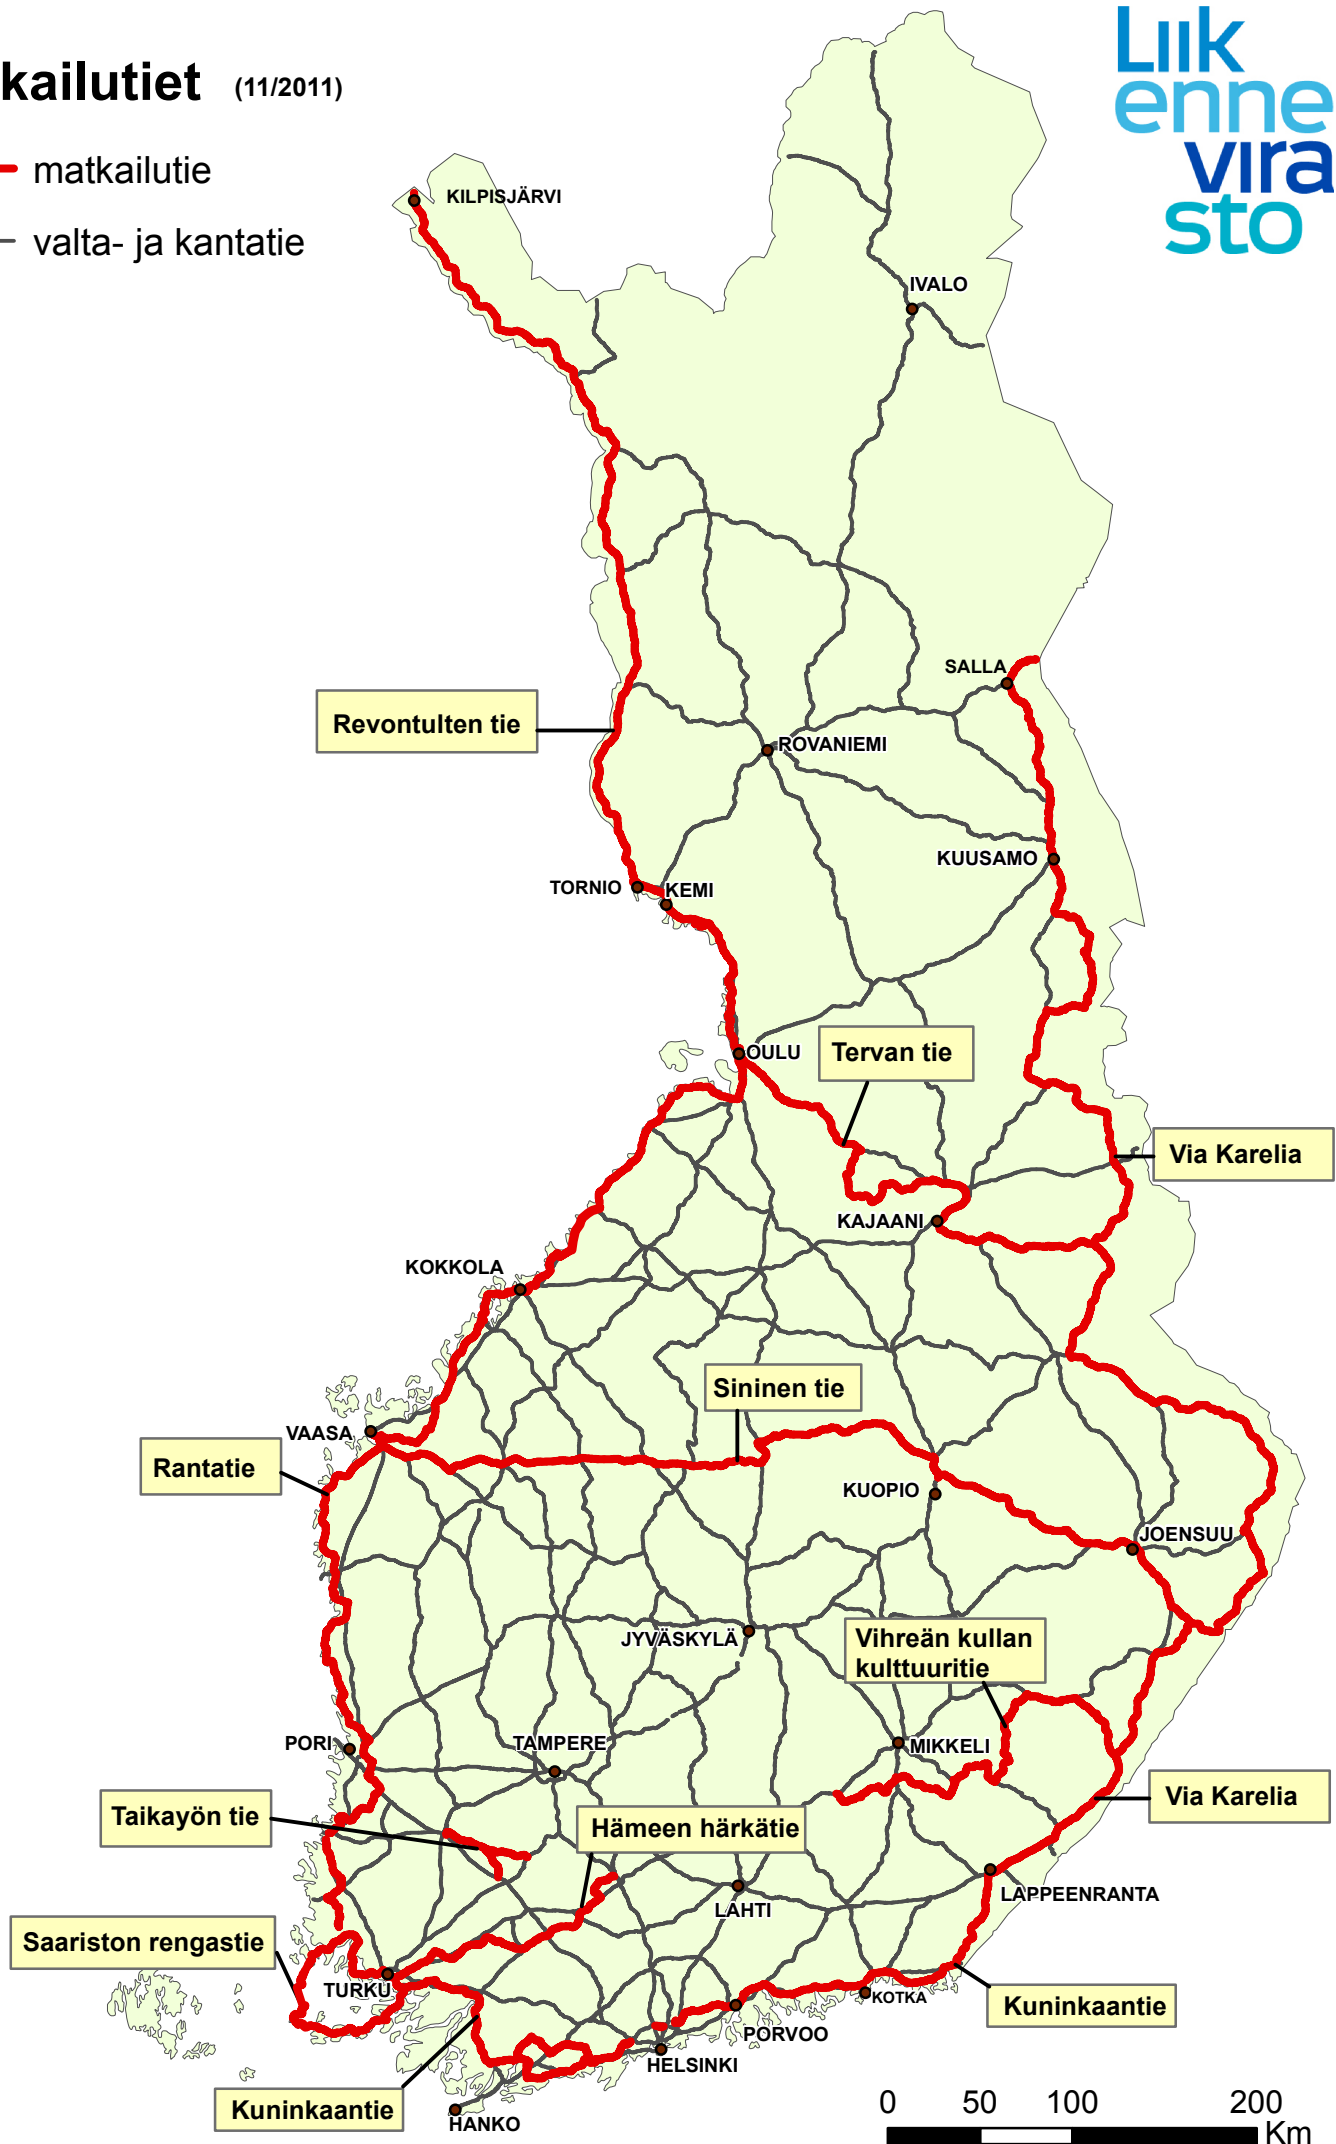 kailutiet (11/2011)
matkailutie
valta- ja kantatie
Liik
enne
vira
sto
KILPISJÄRVI
IVALO
SALLA
Revontulten tie
ROVANIEMI
KUUSAMO
TORNIO
KEMI
OULU
Tervan tie
Via Karelia
KAJAANI
KOKKOLA
Sininen tie
VAASA
Rantatie
KUOPIO
JOENSUU
JYVÄSKYLÄ
Vihreän kullan
kulttuuritie
PORI
TAMPERE
MIKKELI
Via Karelia
Taikayön tie
Hämeen härkätie
LAPPEENRANTA
LAHTI
Saariston rengastie
TURKU
KOTKA
Kuninkaantie
PORVOO
HELSINKI
Kuninkaantie
HANKO
0 50 100 200
Km